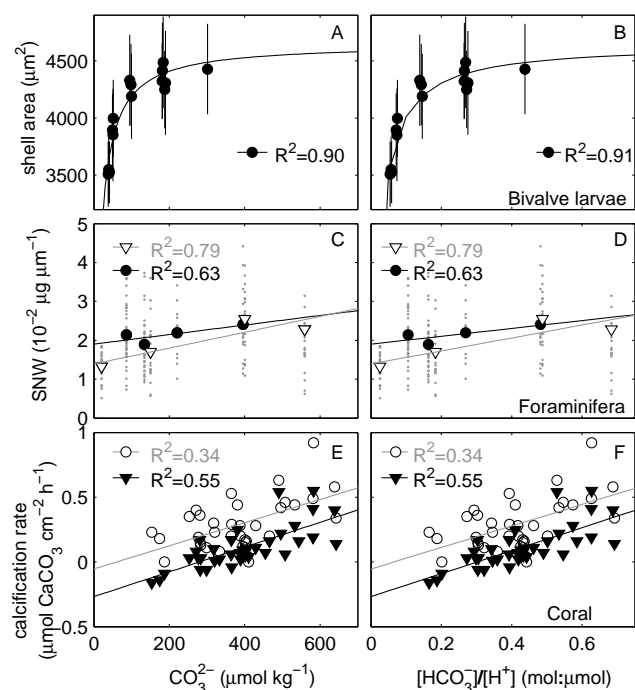 A
B
4500
4000
3500
shell area (μm²)
R²=0.90
R²=0.91
Bivalve larvae
C
D
5
4
3
2
1
0
SNW (10⁻² μg μm⁻¹)
R²=0.79
R²=0.63
R²=0.79
R²=0.63
Foraminifera
E
F
1
0.5
0
−0.5
calcification rate
(μmol CaCO₃ cm⁻² h⁻¹)
R²=0.34
R²=0.55
R²=0.34
R²=0.55
Coral
0 200 400 600
0 0.2 0.4 0.6
CO₃²⁻ (μmol kg⁻¹)
[HCO₃⁻]/[H⁺] (mol:μmol)